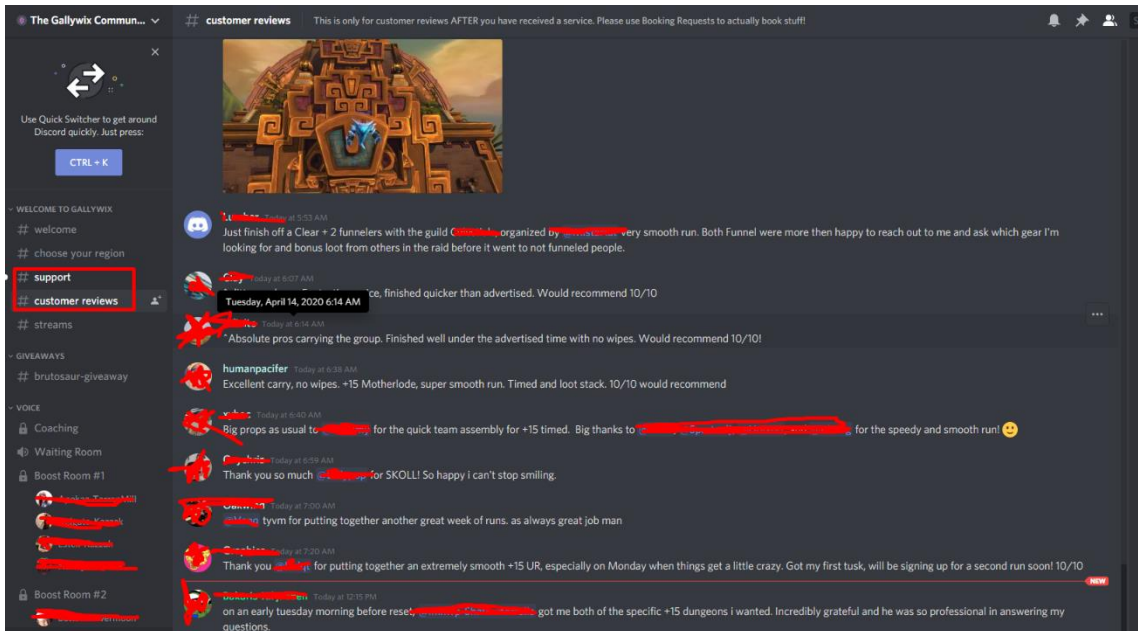 The Gallywix Commun...
# customer reviews
This is only for customer reviews AFTER you have received a service. Please use Booking Requests to actually book stuff!
Use Quick Switcher to get around
Discord quickly. Just press:
CTRL + K
WELCOME TO GALLYWIX
# welcome
# choose your region
# support
# customer reviews
# streams
GIVEAWAYS
# brutosaur-giveaway
VOICE
Coaching
Waiting Room
Boost Room #1
Boost Room #2
Today at 5:53 AM
Just finish off a Clear + 2 funnelers with the guild organized by very smooth run. Both Funnel were more then happy to reach out to me and ask which gear I'm
looking for and bonus loot from others in the raid before it went to not funneled people.
Today at 6:07 AM
finished quicker than advertised. Would recommend 10/10
Tuesday, April 14, 2020 6:14 AM
Today at 6:14 AM
"Absolute pros carrying the group. Finished well under the advertised time with no wipes. Would recommend 10/10!
humanpacifer Today at 6:38 AM
Excellent carry, no wipes. +15 Motherlode, super smooth run. Timed and loot stack. 10/10 would recommend
Today at 6:40 AM
Big props as usual to for the quick team assembly for +15 timed. Big thanks to for the speedy and smooth run!
Today at 6:59 AM
Thank you so much for SKOLL! So happy i can't stop smiling.
Today at 7:00 AM
tyvm for putting together another great week of runs. as always great job man
Today at 7:20 AM
Thank you for putting together an extremely smooth +15 UR, especially on Monday when things get a little crazy. Got my first tusk, will be signing up for a second run soon! 10/10
NEW
Today at 12:15 PM
on an early tuesday morning before reset, got me both of the specific +15 dungeons i wanted. Incredibly grateful and he was so professional in answering my
questions.